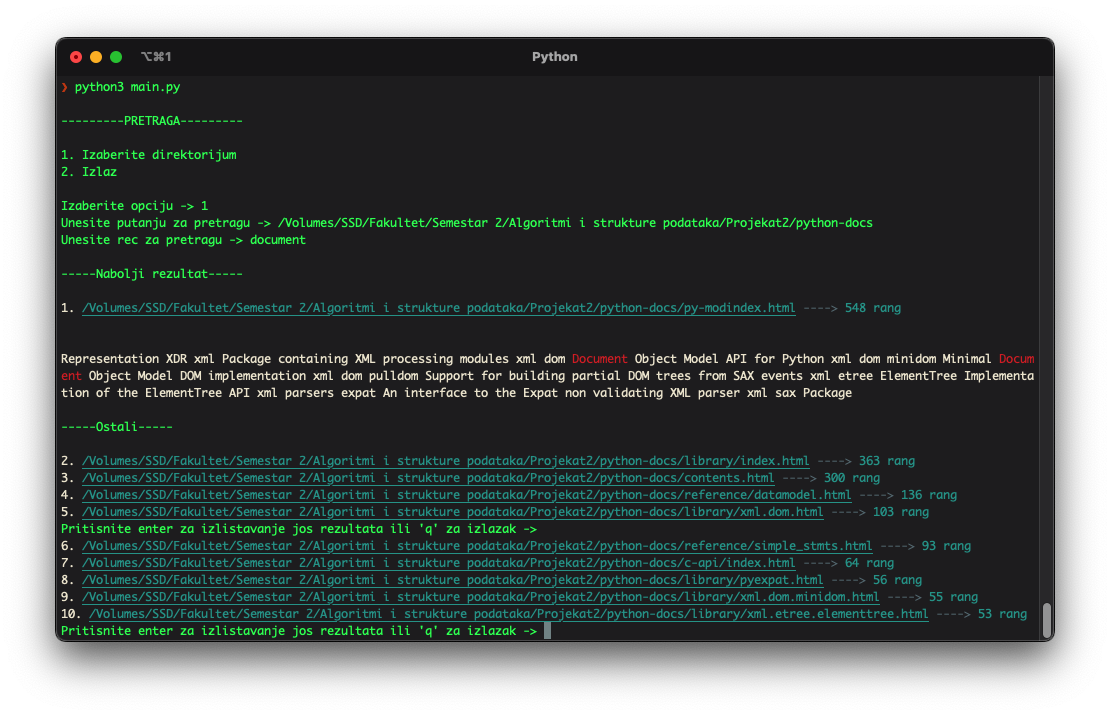 ⌥⌘1
Python
❯ python3 main.py
---------PRETRAGA---------
1. Izaberite direktorijum
2. Izlaz
Izaberite opciju -> 1
Unesite putanju za pretragu -> /Volumes/SSD/Fakultet/Semestar 2/Algoritmi i strukture podataka/Projekat2/python-docs
Unesite rec za pretragu -> document
-----Nabolji rezultat-----
1. /Volumes/SSD/Fakultet/Semestar 2/Algoritmi i strukture podataka/Projekat2/python-docs/py-modindex.html ----> 548 rang
Representation XDR xml Package containing XML processing modules xml dom Document Object Model API for Python xml dom minidom Minimal Docum
ent Object Model DOM implementation xml dom pulldom Support for building partial DOM trees from SAX events xml etree ElementTree Implementa
tion of the ElementTree API xml parsers expat An interface to the Expat non validating XML parser xml sax Package
-----Ostali-----
2. /Volumes/SSD/Fakultet/Semestar 2/Algoritmi i strukture podataka/Projekat2/python-docs/library/index.html ----> 363 rang
3. /Volumes/SSD/Fakultet/Semestar 2/Algoritmi i strukture podataka/Projekat2/python-docs/contents.html ----> 300 rang
4. /Volumes/SSD/Fakultet/Semestar 2/Algoritmi i strukture podataka/Projekat2/python-docs/reference/datamodel.html ----> 136 rang
5. /Volumes/SSD/Fakultet/Semestar 2/Algoritmi i strukture podataka/Projekat2/python-docs/library/xml.dom.html ----> 103 rang
Pritisnite enter za izlistavanje jos rezultata ili 'q' za izlazak ->
6. /Volumes/SSD/Fakultet/Semestar 2/Algoritmi i strukture podataka/Projekat2/python-docs/reference/simple_stmts.html ----> 93 rang
7. /Volumes/SSD/Fakultet/Semestar 2/Algoritmi i strukture podataka/Projekat2/python-docs/c-api/index.html ----> 64 rang
8. /Volumes/SSD/Fakultet/Semestar 2/Algoritmi i strukture podataka/Projekat2/python-docs/library/pyexpat.html ----> 56 rang
9. /Volumes/SSD/Fakultet/Semestar 2/Algoritmi i strukture podataka/Projekat2/python-docs/library/xml.dom.minidom.html ----> 55 rang
10. /Volumes/SSD/Fakultet/Semestar 2/Algoritmi i strukture podataka/Projekat2/python-docs/library/xml.etree.elementtree.html ----> 53 rang
Pritisnite enter za izlistavanje jos rezultata ili 'q' za izlazak ->